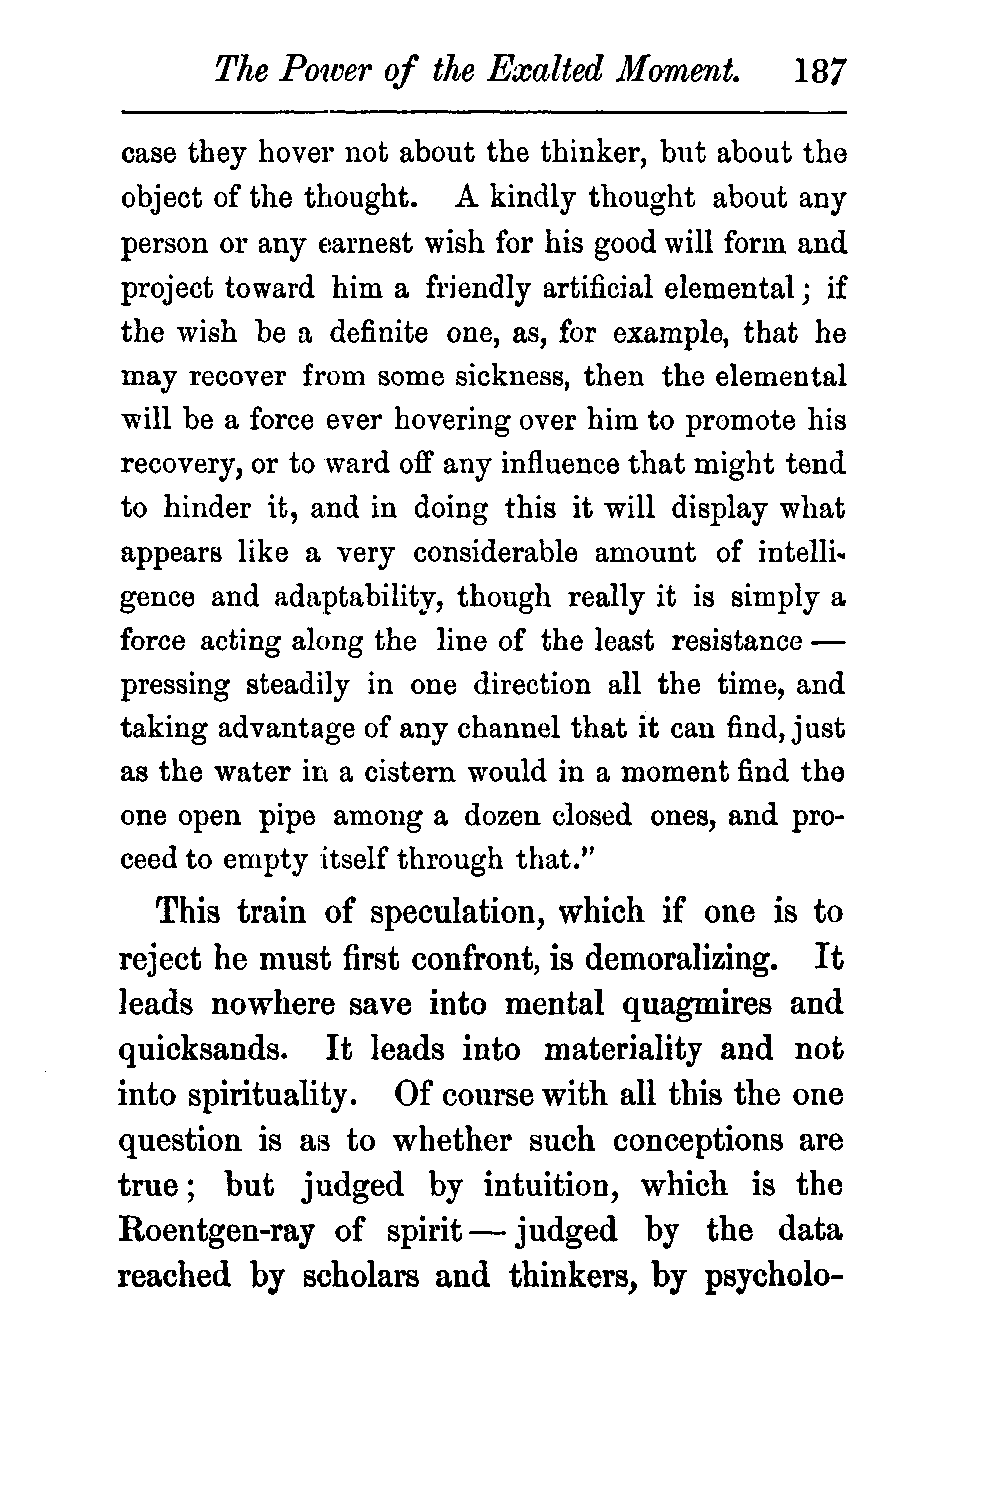 The Power of the Exalted Moment. 187
case they hover not about the thinker, but about the
object of the thought. A kindly thought about any
person or any earnest wish for his good will form and
project toward him a friendly artificial elemental; if
the wish be a definite one, as, for example, that he
may recover from some sickness, then the elemental
will be a force ever hovering over him to promote his
recovery, or to ward off any influence that might tend
to hinder it, and in doing this it will display what
appears like a very considerable amount of intelli-
gence and adaptability, though really it is simply a
force acting along the line of the least resistance —
pressing steadily in one direction all the time, and
taking advantage of any channel that it can find, just
as the water in a cistern would in a moment find the
one open pipe among a dozen closed ones, and pro-
ceed to empty itself through that."
This train of speculation, which if one is to
reject he must first confront, is demoralizing. It
leads nowhere save into mental quagmires and
quicksands. It leads into materiality and not
into spirituality. Of course with all this the one
question is as to whether such conceptions are
true; but judged by intuition, which is the
Roentgen-ray of spirit — judged by the data
reached by scholars and thinkers, by psycholo-